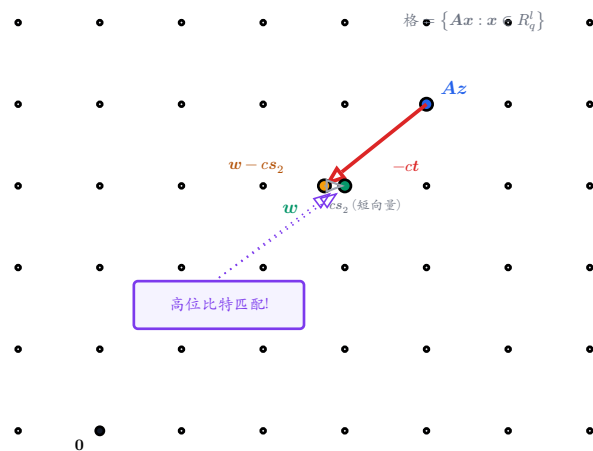 格 = {Ax : x ∈ R_q^l}
Az
w − cs₂
−ct
w
cs₂ (短向量)
高位比特匹配!
0